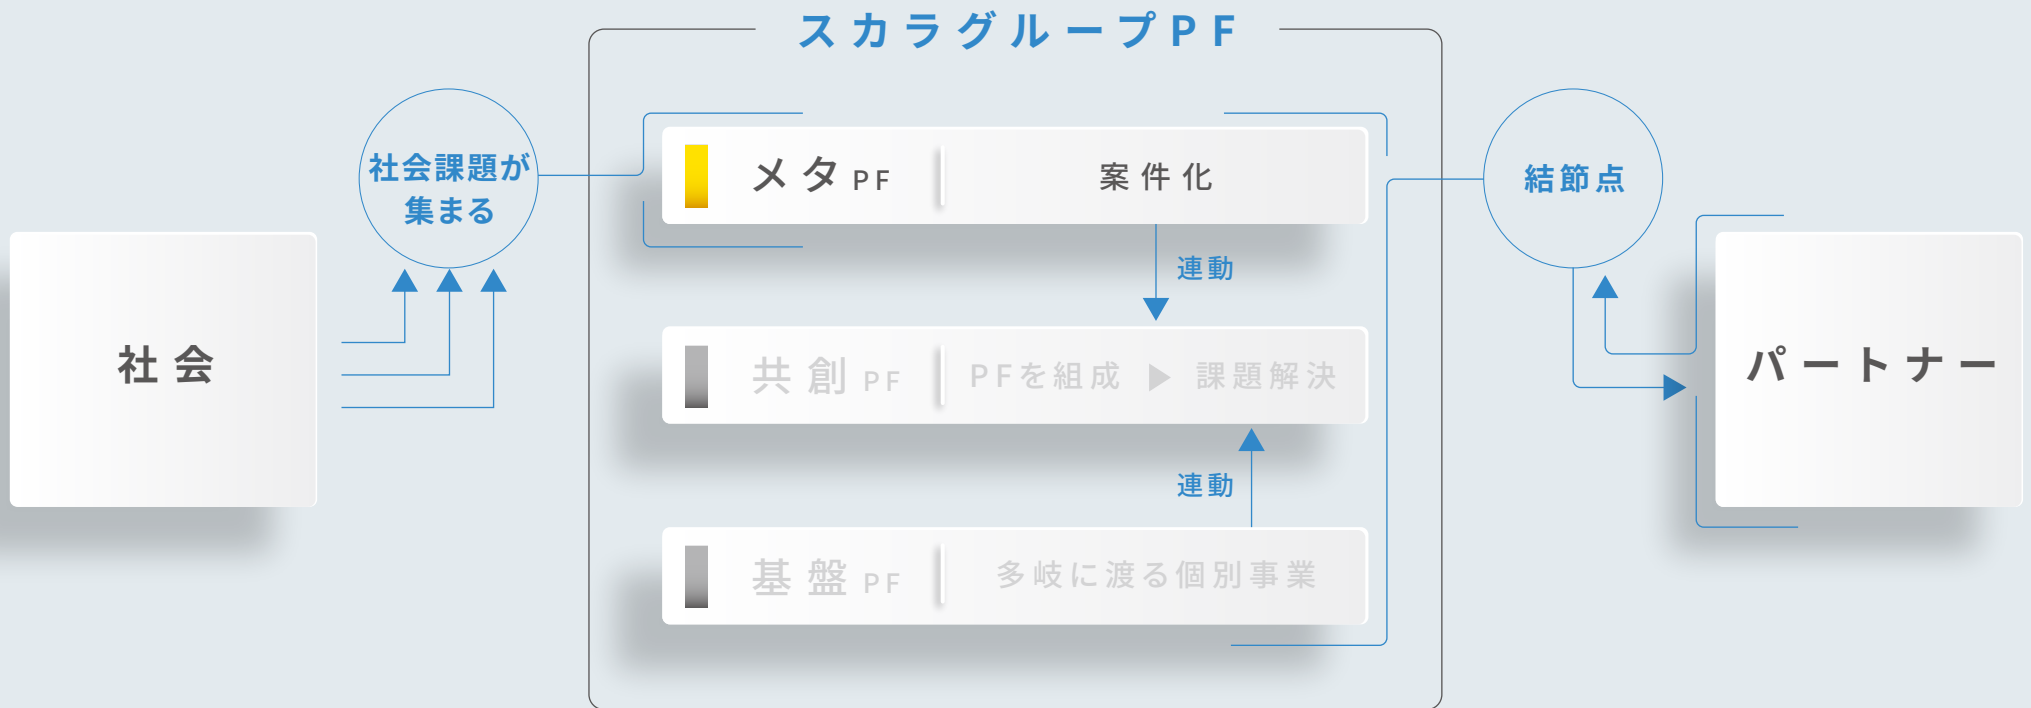 スカラグループPF
社会課題が
集まる
社会
メタPF
案件化
連動
共創PF
PFを組成 ▶ 課題解決
連動
基盤PF
多岐に渡る個別事業
結節点
パートナー